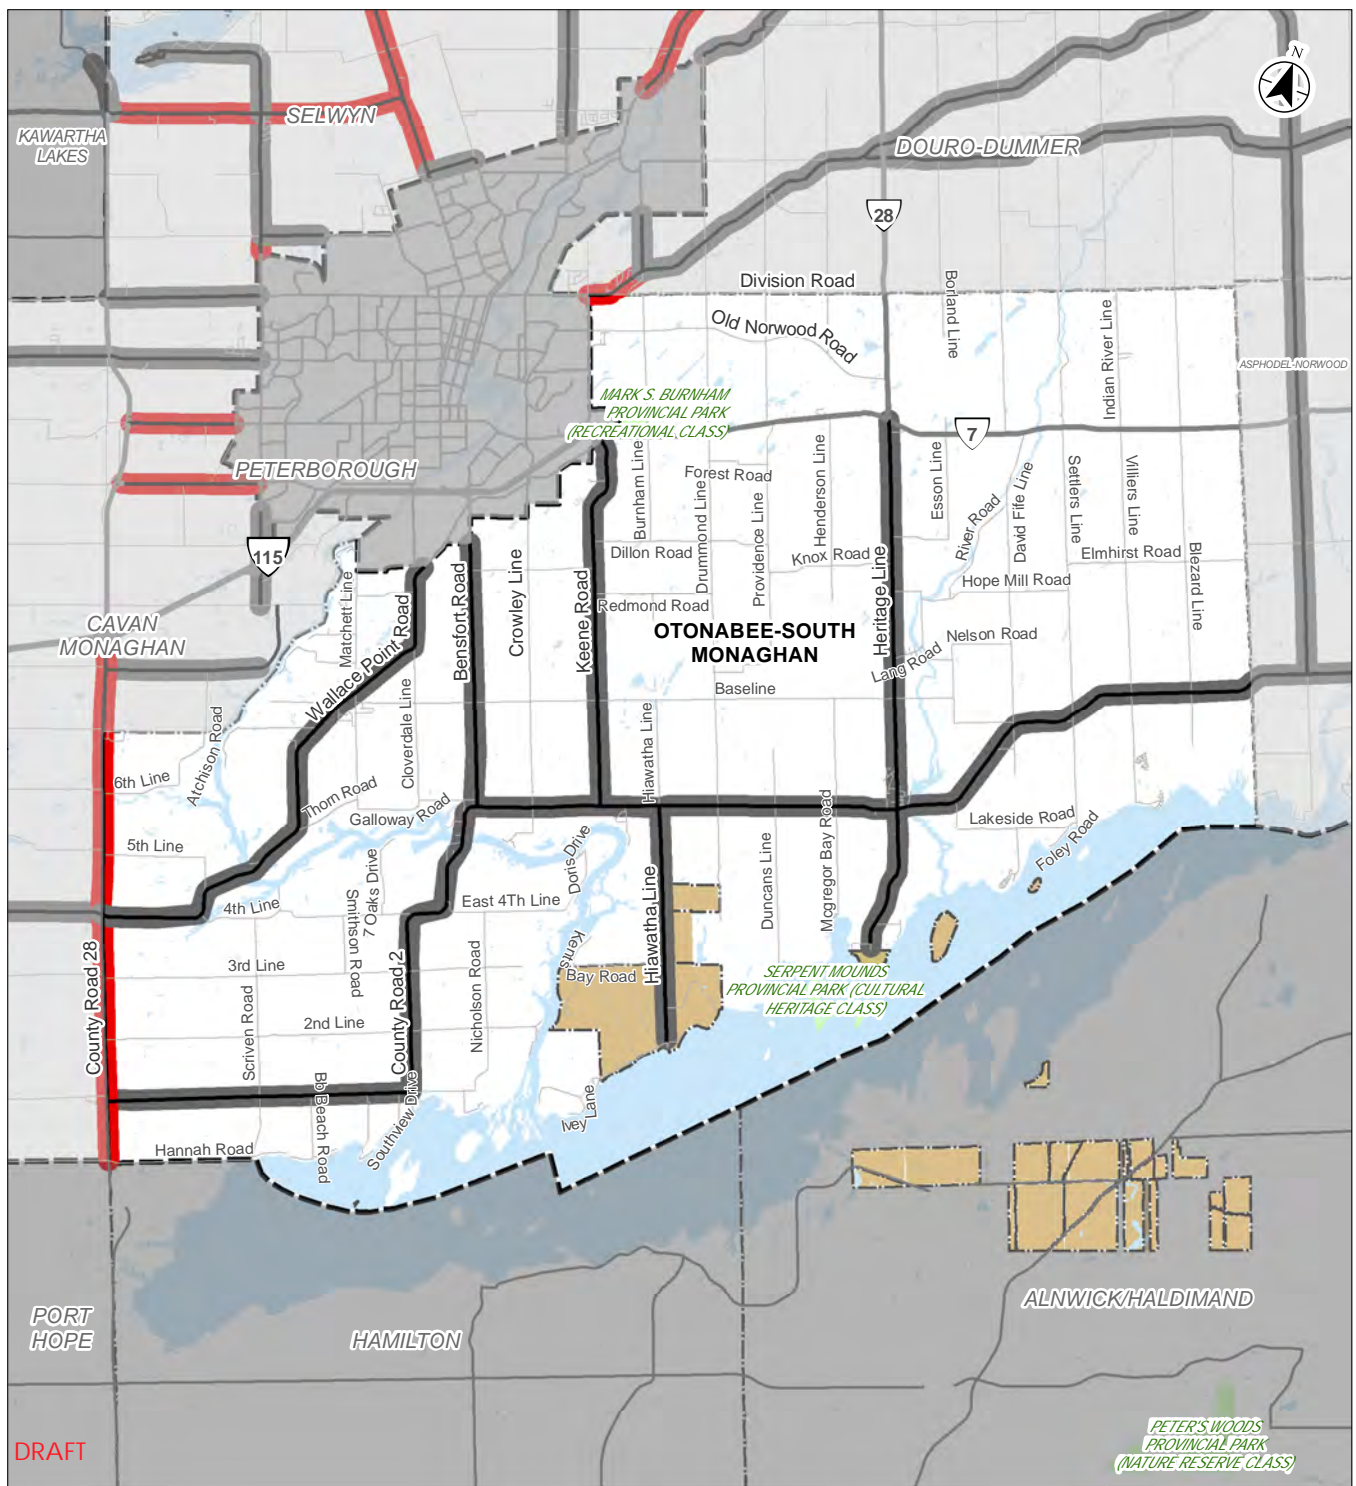 N
SELWYN
KAWARTHA
LAKES
DOURO-DUMMER
28
Division Road
Borland Line
Old Norwood Road
Indian River Line
ASPHODEL-NORWOOD
MARK S. BURNHAM
PROVINCIAL PARK
(RECREATIONAL CLASS)
7
PETERBOROUGH
Burnham Line
Forest Road
Drummond Line
Providence Line
Henderson Line
Esson Line
River Road
David Fife Line
Settlers Line
Villiers Line
115
Dillon Road
Knox Road
Elmhirst Road
Blezard Line
Matchett Line
Wallace Point Road
Bensfort Road
Crowley Line
Keene Road
Redmond Road
Heritage Line
Hope Mill Road
CAVAN
MONAGHAN
OTONABEE-SOUTH
MONAGHAN
Nelson Road
Lang Road
Baseline
Atchison Road
Cloverdale Line
Hiawatha Line
6th Line
Thorn Road
Galloway Road
Mcgregor Bay Road
Lakeside Road
Foley Road
5th Line
Doris Drive
Duncans Line
7 Oaks Drive
Smithson Road
4th Line
East 4Th Line
Kents
Bay Road
Hiawatha Line
County Road 28
3rd Line
County Road 2
Nicholson Road
SERPENT MOUNDS
PROVINCIAL PARK (CULTURAL
HERITAGE CLASS)
Scriven Road
2nd Line
Bb Beach Road
Southview Drive
Ivey Lane
Hannah Road
PORT
HOPE
HAMILTON
ALNWICK/HALDIMAND
PETER'S WOODS
PROVINCIAL PARK
(NATURE RESERVE CLASS)
DRAFT